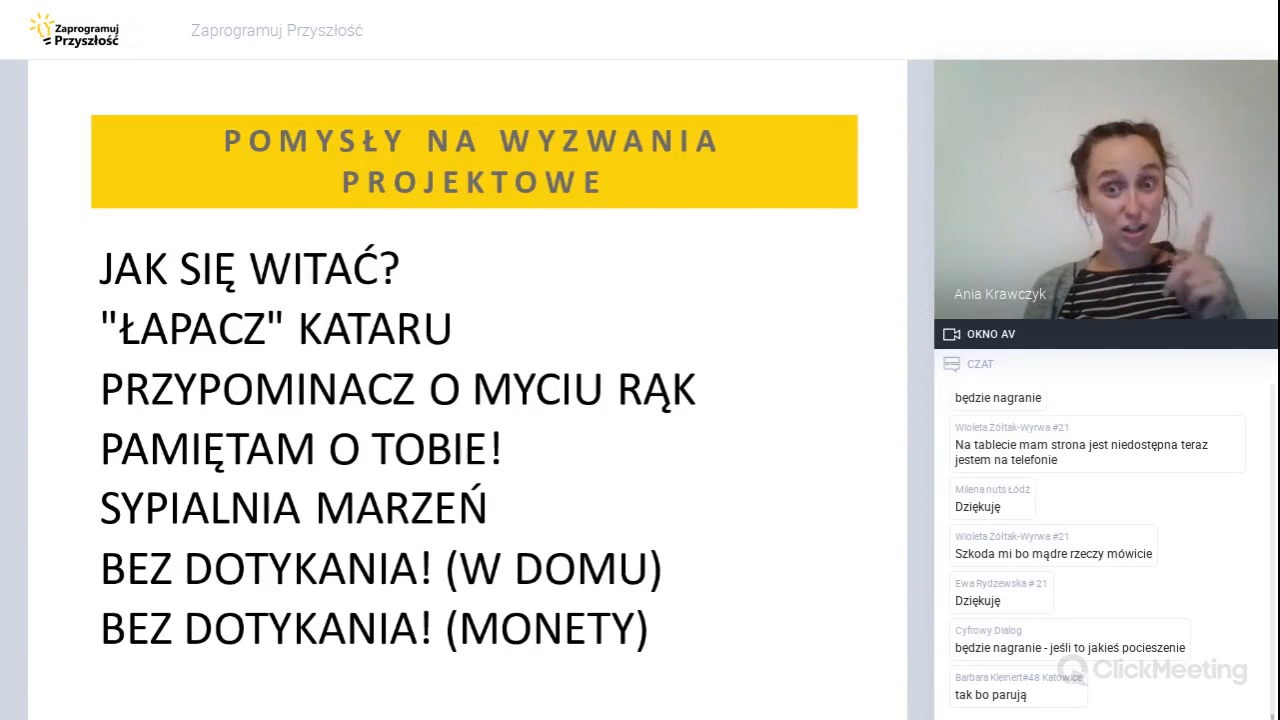 Zaprogramuj
Przyszłość
Zaprogramuj Przyszłość
POMYSŁY NA WYZWANIA
PROJEKTOWE
JAK SIĘ WITAĆ?
"ŁAPACZ" KATARU
PRZYPOMINACZ O MYCIU RĄK
PAMIĘTAM O TOBIE!
SYPIALNIA MARZEŃ
BEZ DOTYKANIA! (W DOMU)
BEZ DOTYKANIA! (MONETY)
Ania Krawczyk
OKNO AV
CZAT
będzie nagranie
Wioleta Żółtak-Wyrwa #21
Na tablecie mam strona jest niedostępna teraz
jestem na telefonie
Milena nuts Łódź
Dziękuję
Wioleta Żółtak-Wyrwa #21
Szkoda mi bo mądre rzeczy mówicie
Ewa Rydzewska # 21
Dziękuję
Cyfrowy Dialog
będzie nagranie - jeśli to jakieś pocieszenie
Barbara Kleinert#48 Katowice
tak bo parują
ClickMeeting